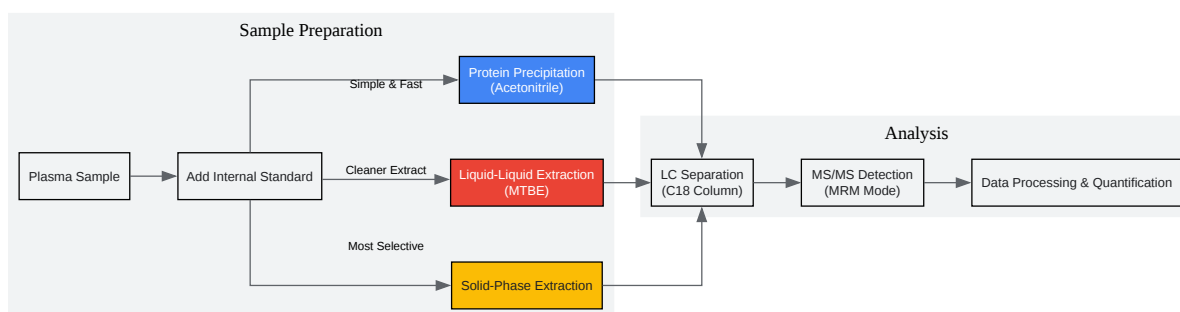 Sample Preparation
Simple & Fast
Protein Precipitation
(Acetonitrile)
Analysis
Plasma Sample
Add Internal Standard
Cleaner Extract
Liquid-Liquid Extraction
(MTBE)
LC Separation
(C18 Column)
MS/MS Detection
(MRM Mode)
Data Processing & Quantification
Most Selective
Solid-Phase Extraction